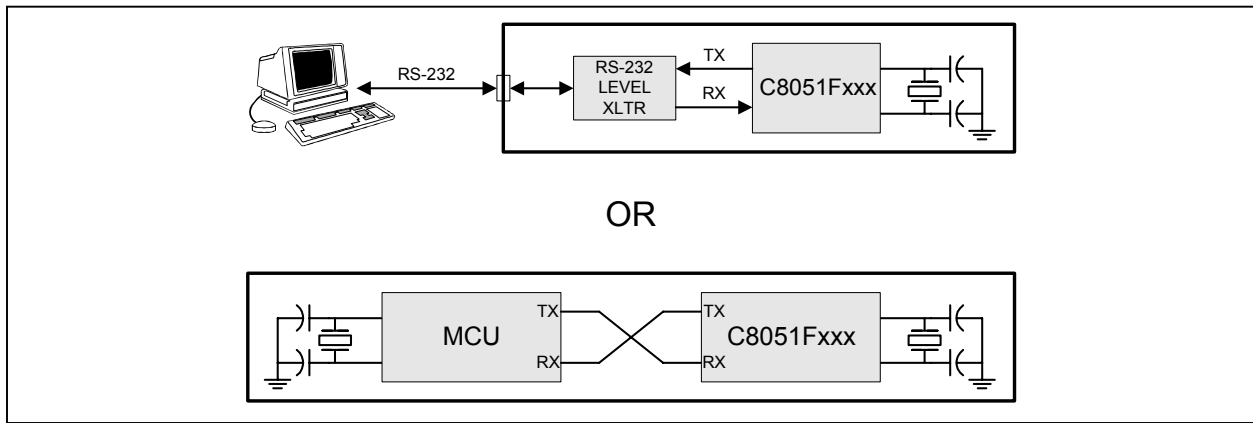 RS-232
RS-232
LEVEL
XLTR
TX
RX
C8051Fxxx
OR
MCU
TX
RX
TX
RX
C8051Fxxx